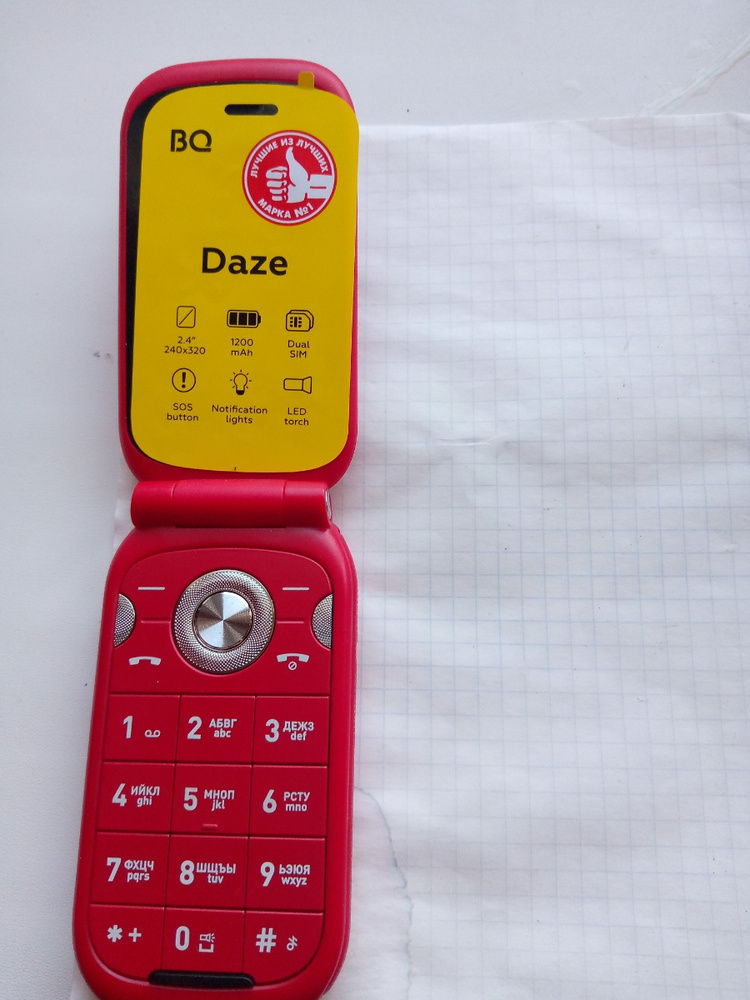 BQ
ЛУЧШИЕ ИЗ ЛУЧШИХ
МАРКА №1
Daze
2.4"
240x320
1200
mAh
Dual
SIM
SOS
button
Notification
lights
LED
torch
1
2 АБВГ
abc
3 ДЕЖЗ
def
4 ИЙКЛ
ghi
5 МНОП
jkl
6 РСТУ
mno
7 ФХЦЧ
pqrs
8 ШЩЪЫ
tuv
9 ЬЭЮЯ
wxyz
* +
0
#